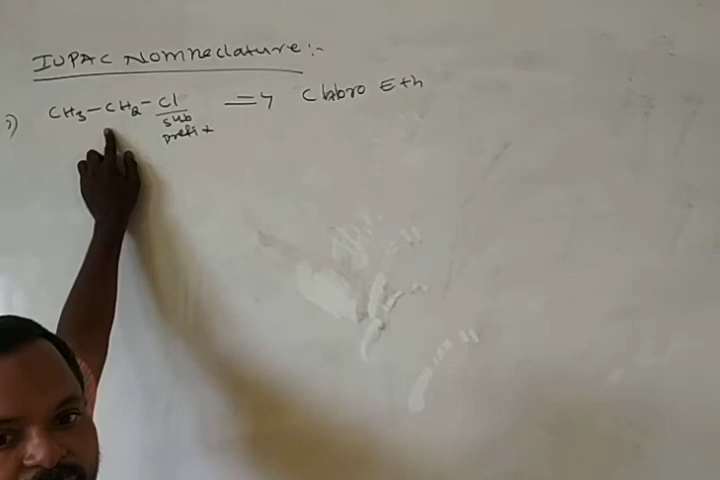 IUPAC Nomneclature:-
i) CH3-CH2-Cl => Chloro Eth
sub
prefix